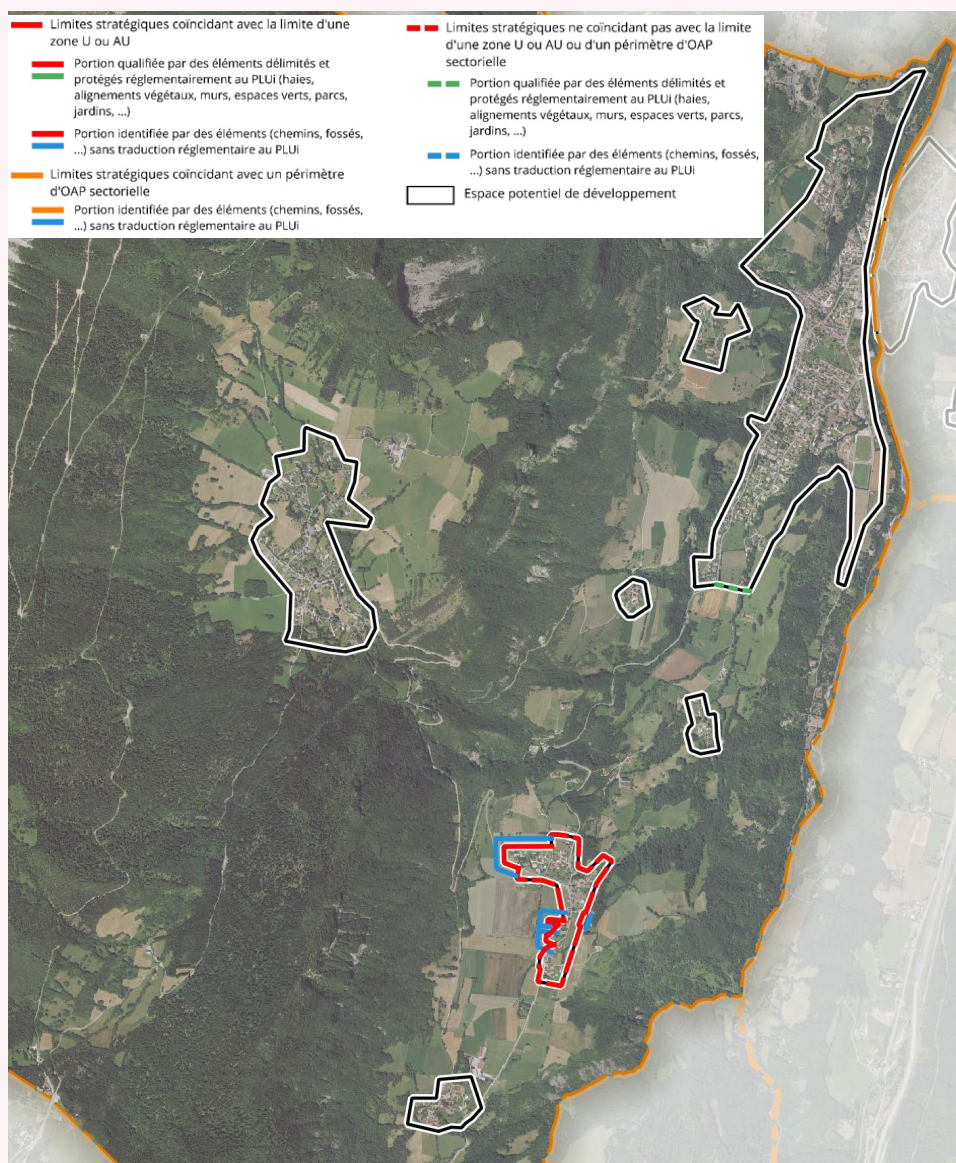 Limites stratégiques coïncidant avec la limite d'une
zone U ou AU
Portion qualifiée par des éléments délimités et
protégés réglementairement au PLUi (haies,
alignements végétaux, murs, espaces verts, parcs,
jardins, ...)
Portion identifiée par des éléments (chemins, fossés,
...) sans traduction réglementaire au PLUi
Limites stratégiques coïncidant avec un périmètre
d'OAP sectorielle
Portion identifiée par des éléments (chemins, fossés,
...) sans traduction réglementaire au PLUi
Limites stratégiques ne coïncidant pas avec la limite
d'une zone U ou AU ou d'un périmètre d'OAP
sectorielle
Portion qualifiée par des éléments délimités et
protégés réglementairement au PLUi (haies,
alignements végétaux, murs, espaces verts, parcs,
jardins, ...)
Portion identifiée par des éléments (chemins, fossés,
...) sans traduction réglementaire au PLUi
Espace potentiel de développement